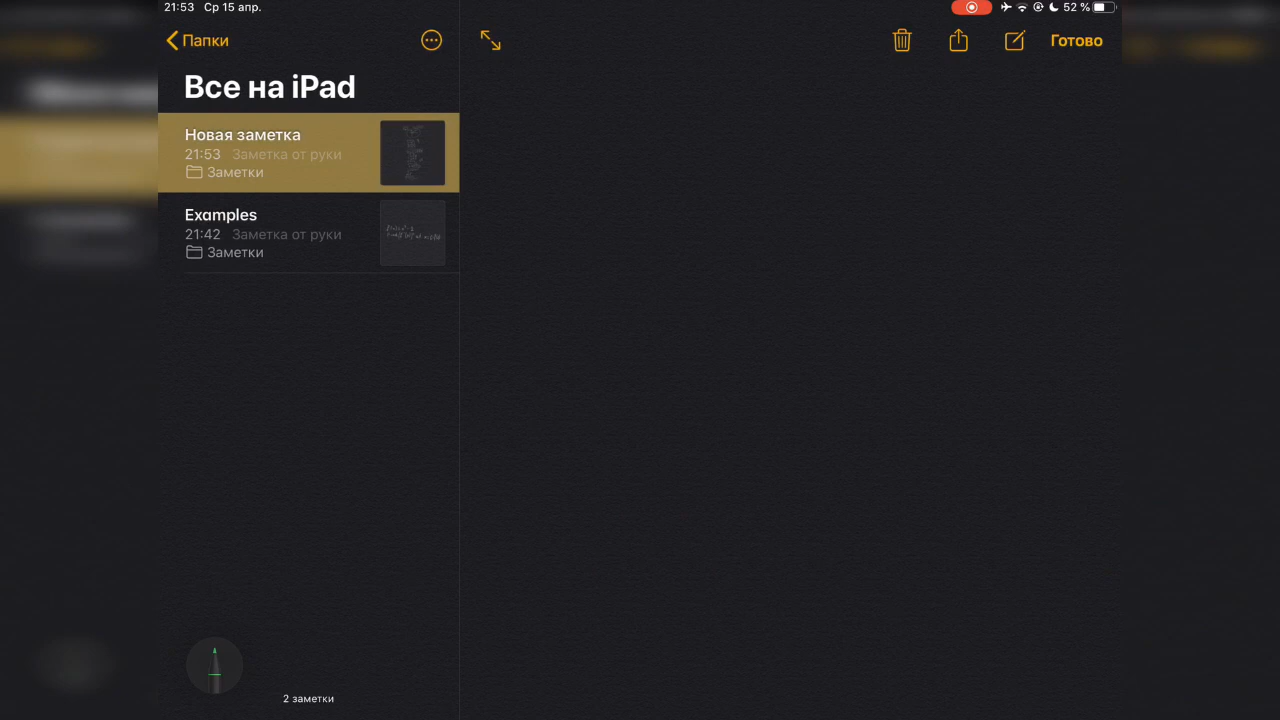 21:53 Ср 15 апр. 52 %
Папки
Готово
Все на iPad
Новая заметка
21:53 Заметка от руки
Заметки
Examples
21:42 Заметка от руки
Заметки
2 заметки